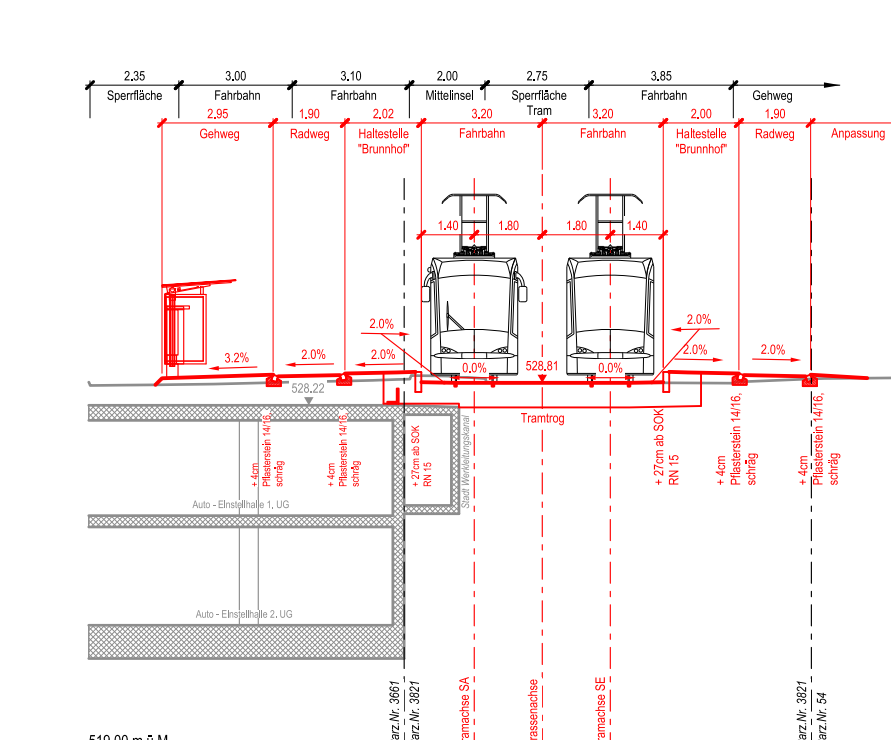 2.35 3.00 3.10 2.00 2.75 3.85
Sperrfläche Fahrbahn Fahrbahn Mittelinsel Sperrfläche Fahrbahn Gehweg
Tram
2,95 1,90 2,02 3,20 3,20 2,00 1,90
Gehweg Radweg Haltestelle Fahrbahn Fahrbahn Haltestelle Radweg Anpassung
"Brunnhof" "Brunnhof"
1.40 1.80 1.80 1.40
2.0% 2.0%
3.2% 2.0% 2.0% 0,0% 528.81 0,0% 2.0% 2.0%
528.22
Tramtrog
+ 4cm
Pflasterstein 14/16,
schräg
+ 4cm
Pflasterstein 14/16,
schräg
+ 27cm ab SOK
RN 15
Stadt Werkleitungskanal
+ 27cm ab SOK
RN 15
+ 4cm
Pflasterstein 14/16,
schräg
+ 4cm
Pflasterstein 14/16,
schräg
Auto - Einstellhalle 1. UG
Auto - Einstellhalle 2. UG
arz.Nr. 3661
arz.Nr. 3821
ramachse SA
rassenachse
ramachse SE
arz.Nr. 3821
arz.Nr. 54
519.00 m ü M